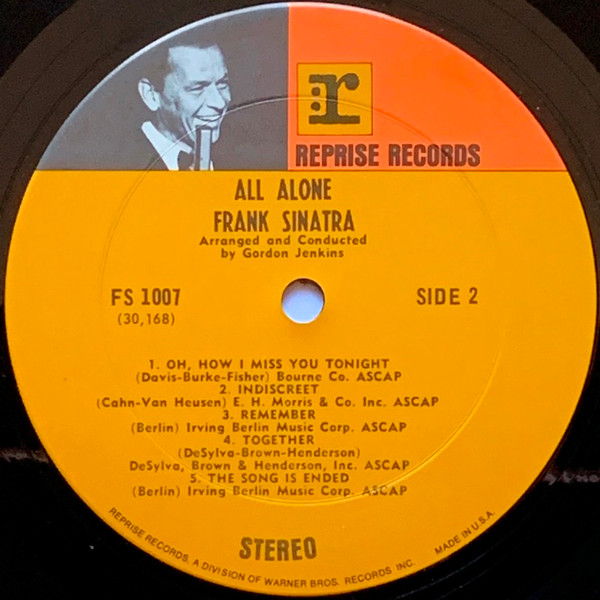 r:
REPRISE RECORDS
ALL ALONE
FRANK SINATRA
Arranged and Conducted
by Gordon Jenkins
FS 1007
SIDE 2
(30,168)
1. OH, HOW I MISS YOU TONIGHT
(Davis-Burke-Fisher) Bourne Co. ASCAP
2. INDISCREET
(Cahn-Van Heusen) E. H. Morris & Co. Inc. ASCAP
3. REMEMBER
(Berlin) Irving Berlin Music Corp. ASCAP
4. TOGETHER
(DeSylva-Brown-Henderson)
DeSylva, Brown & Henderson, Inc. ASCAP
5. THE SONG IS ENDED
(Berlin) Irving Berlin Music Corp. ASCAP
STEREO
REPRISE RECORDS, A DIVISION OF WARNER BROS. RECORDS INC. MADE IN U.S.A.